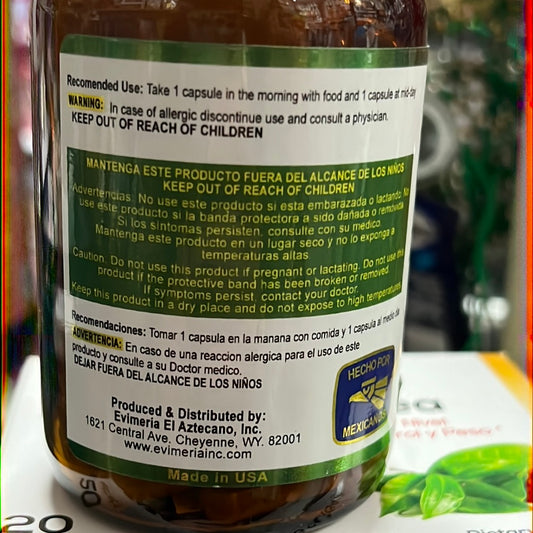 Recomended Use: Take 1 capsule in the morning with food and 1 capsule at mid-day
WARNING: In case of allergic discontinue use and consult a physician.
KEEP OUT OF REACH OF CHILDREN
MANTENGA ESTE PRODUCTO FUERA DEL ALCANCE DE LOS NIÑOS
KEEP OUT OF REACH OF CHILDREN
Advertencias: No use este producto si esta embarazada o lactando. No
use este producto si la banda protectora a sido dañada o removida.
Si los síntomas persisten, consulte con su medico.
Mantenga este producto en un lugar seco y no lo exponga a
temperaturas altas.
Caution: Do not use this product if pregnant or lactating. Do not use this
product if the protective band has been broken or removed.
If symptoms persist, contact your doctor.
Keep this product in a dry place and do not expose to high temperatures
Recomendaciones: Tomar 1 capsula en la manana con comida y 1 capsula al medio dia
ADVERTENCIA: En caso de una reaccion alergica para el uso de este
producto y consulte a su Doctor medico.
DEJAR FUERA DEL ALCANCE DE LOS NIÑOS
HECHO POR
MEXICANOS
Produced & Distributed by:
Evimeria El Aztecano, Inc.
1621 Central Ave. Cheyenne, WY. 82001
www.evimeriainc.com
Made in USA
20